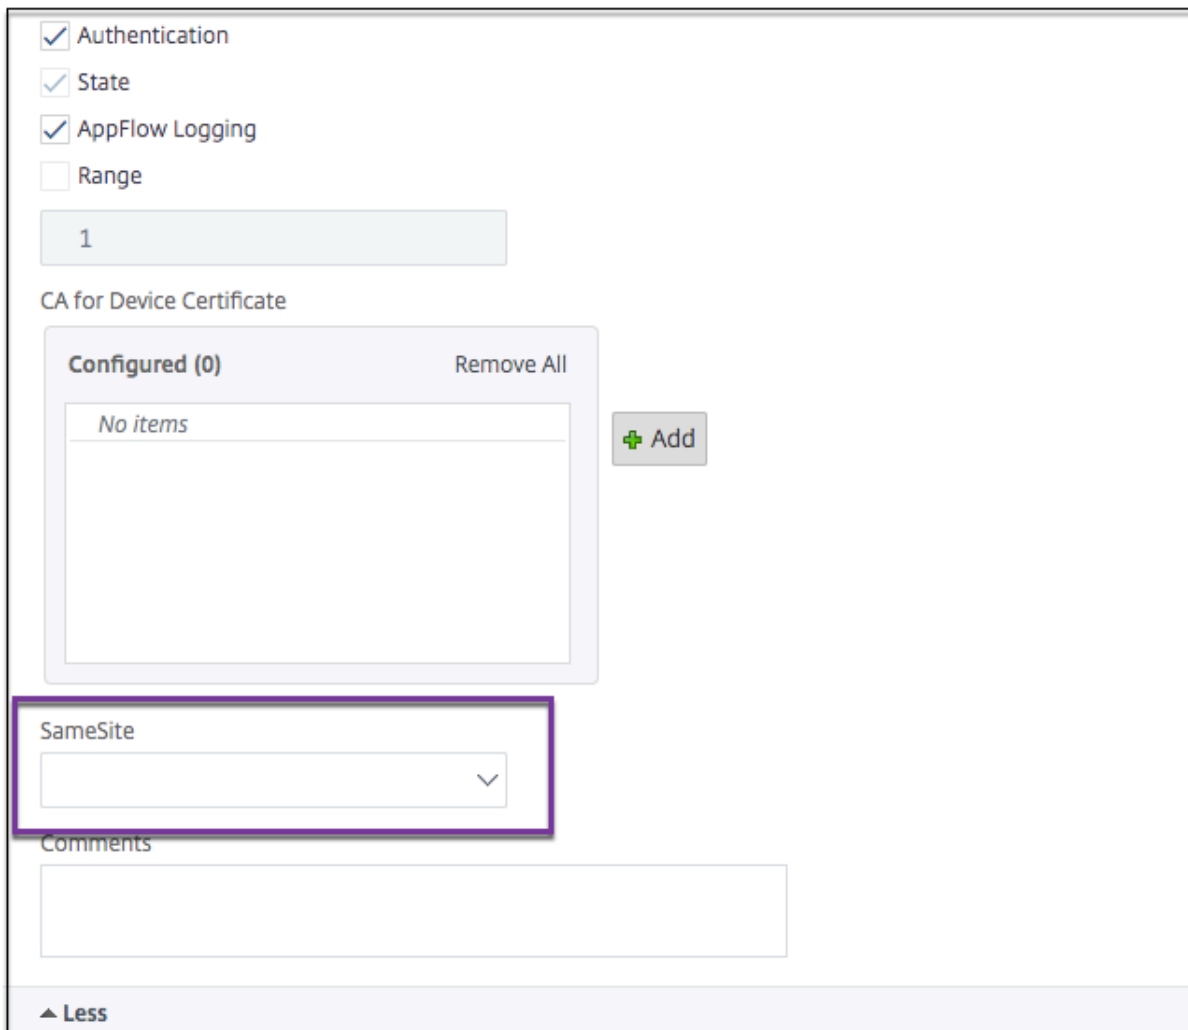 Authentication
State
AppFlow Logging
Range
1
CA for Device Certificate
Configured (0) Remove All
No items
Add
SameSite
Comments
Less